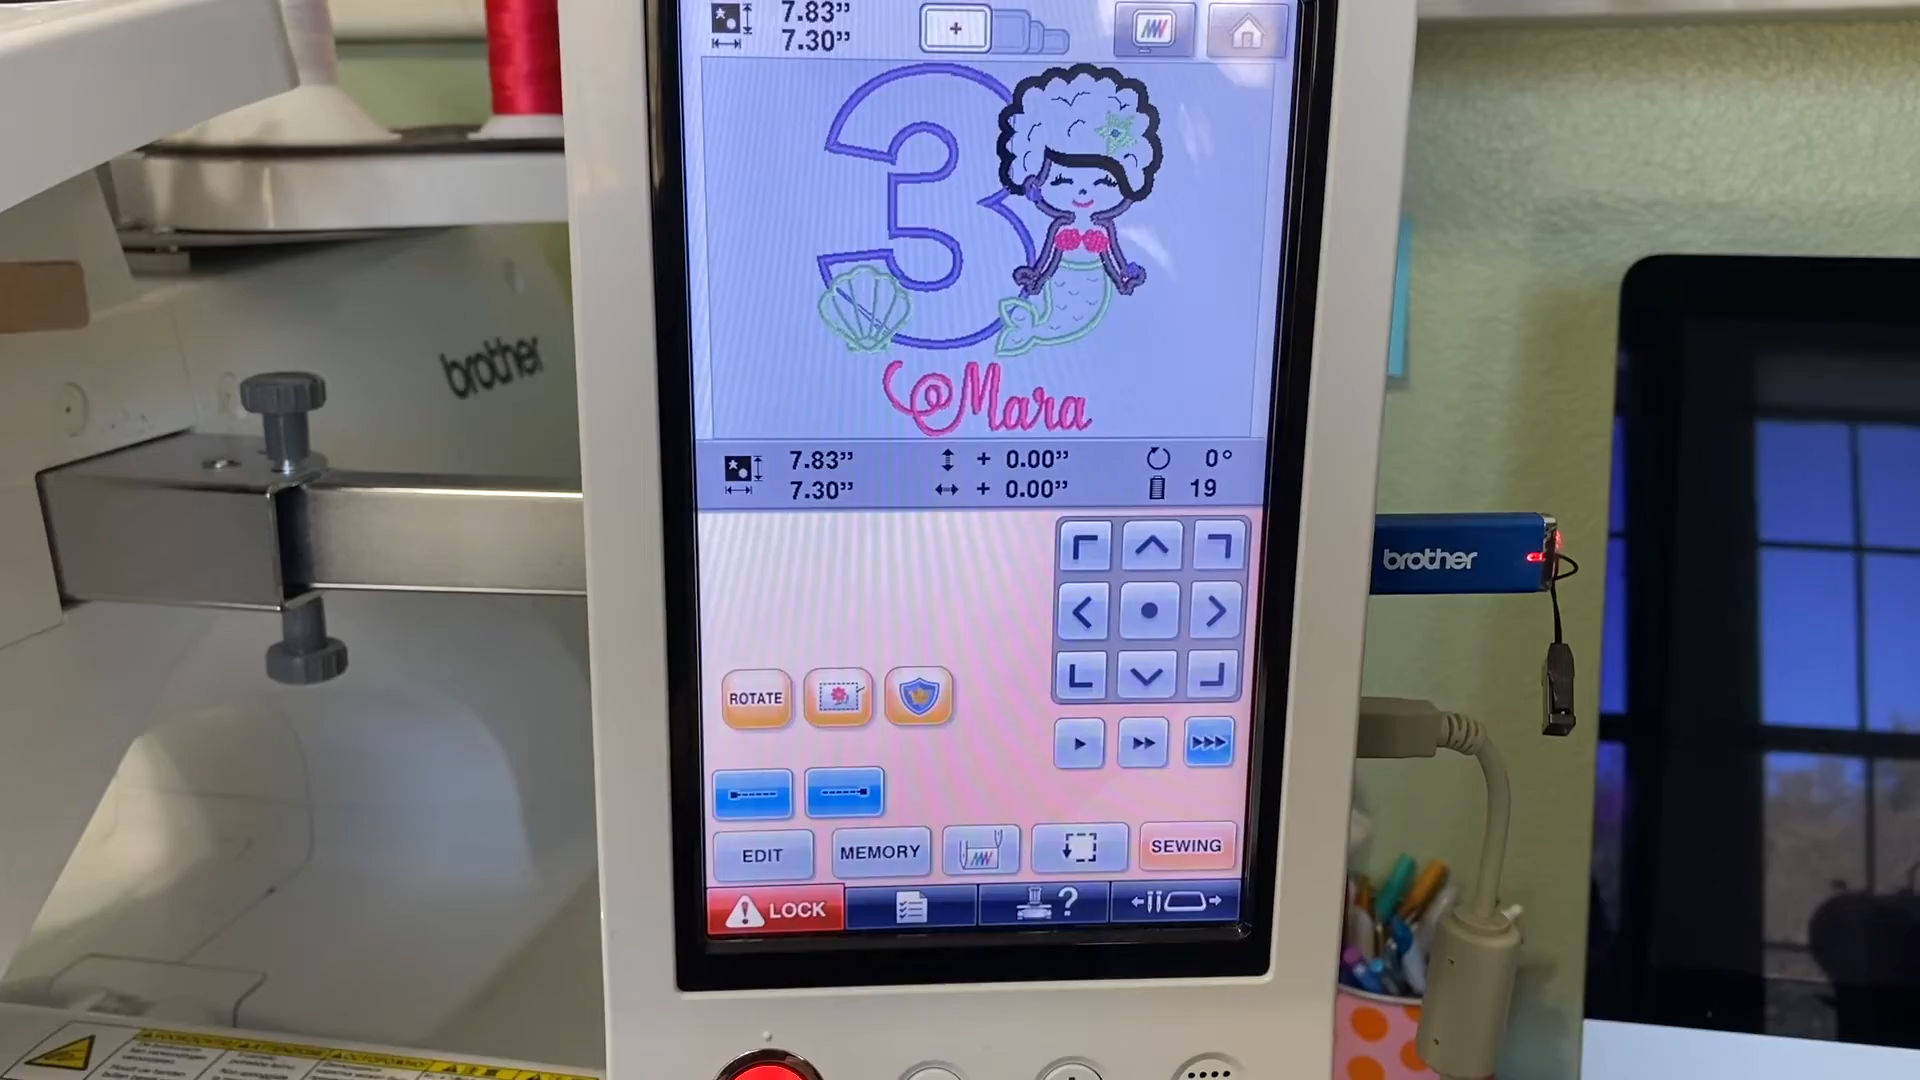 7.83”
7.30”
3
Mara
7.83” + 0.00” 0°
7.30” + 0.00” 19
brother
brother
ROTATE
EDIT MEMORY SEWING
LOCK ?